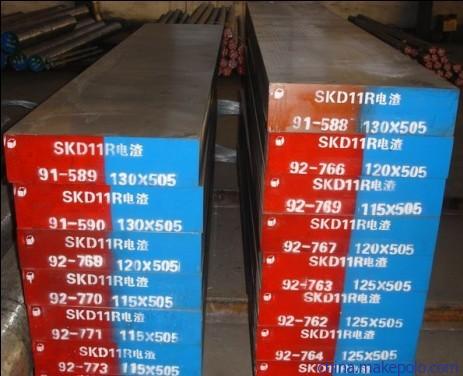 SKD11R电渣
91-589 130X505
SKD11R电渣
91-590 130X505
SKD11R电渣
92-768 120X505
SKD11R电渣
92-770 115X505
SKD11R电渣
92-771 115X505
SKD11R电渣
92-773 115X505
SKD11R电渣
91-588 130X505
SKD11R电渣
92-766 120X505
SKD11R电渣
92-769 115X505
SKD11R电渣
92-767 120X505
SKD11R电渣
92-763 125X505
SKD11R电渣
92-762 125X505
SKD11R电渣
92-764 125X505
china.makepolo.com